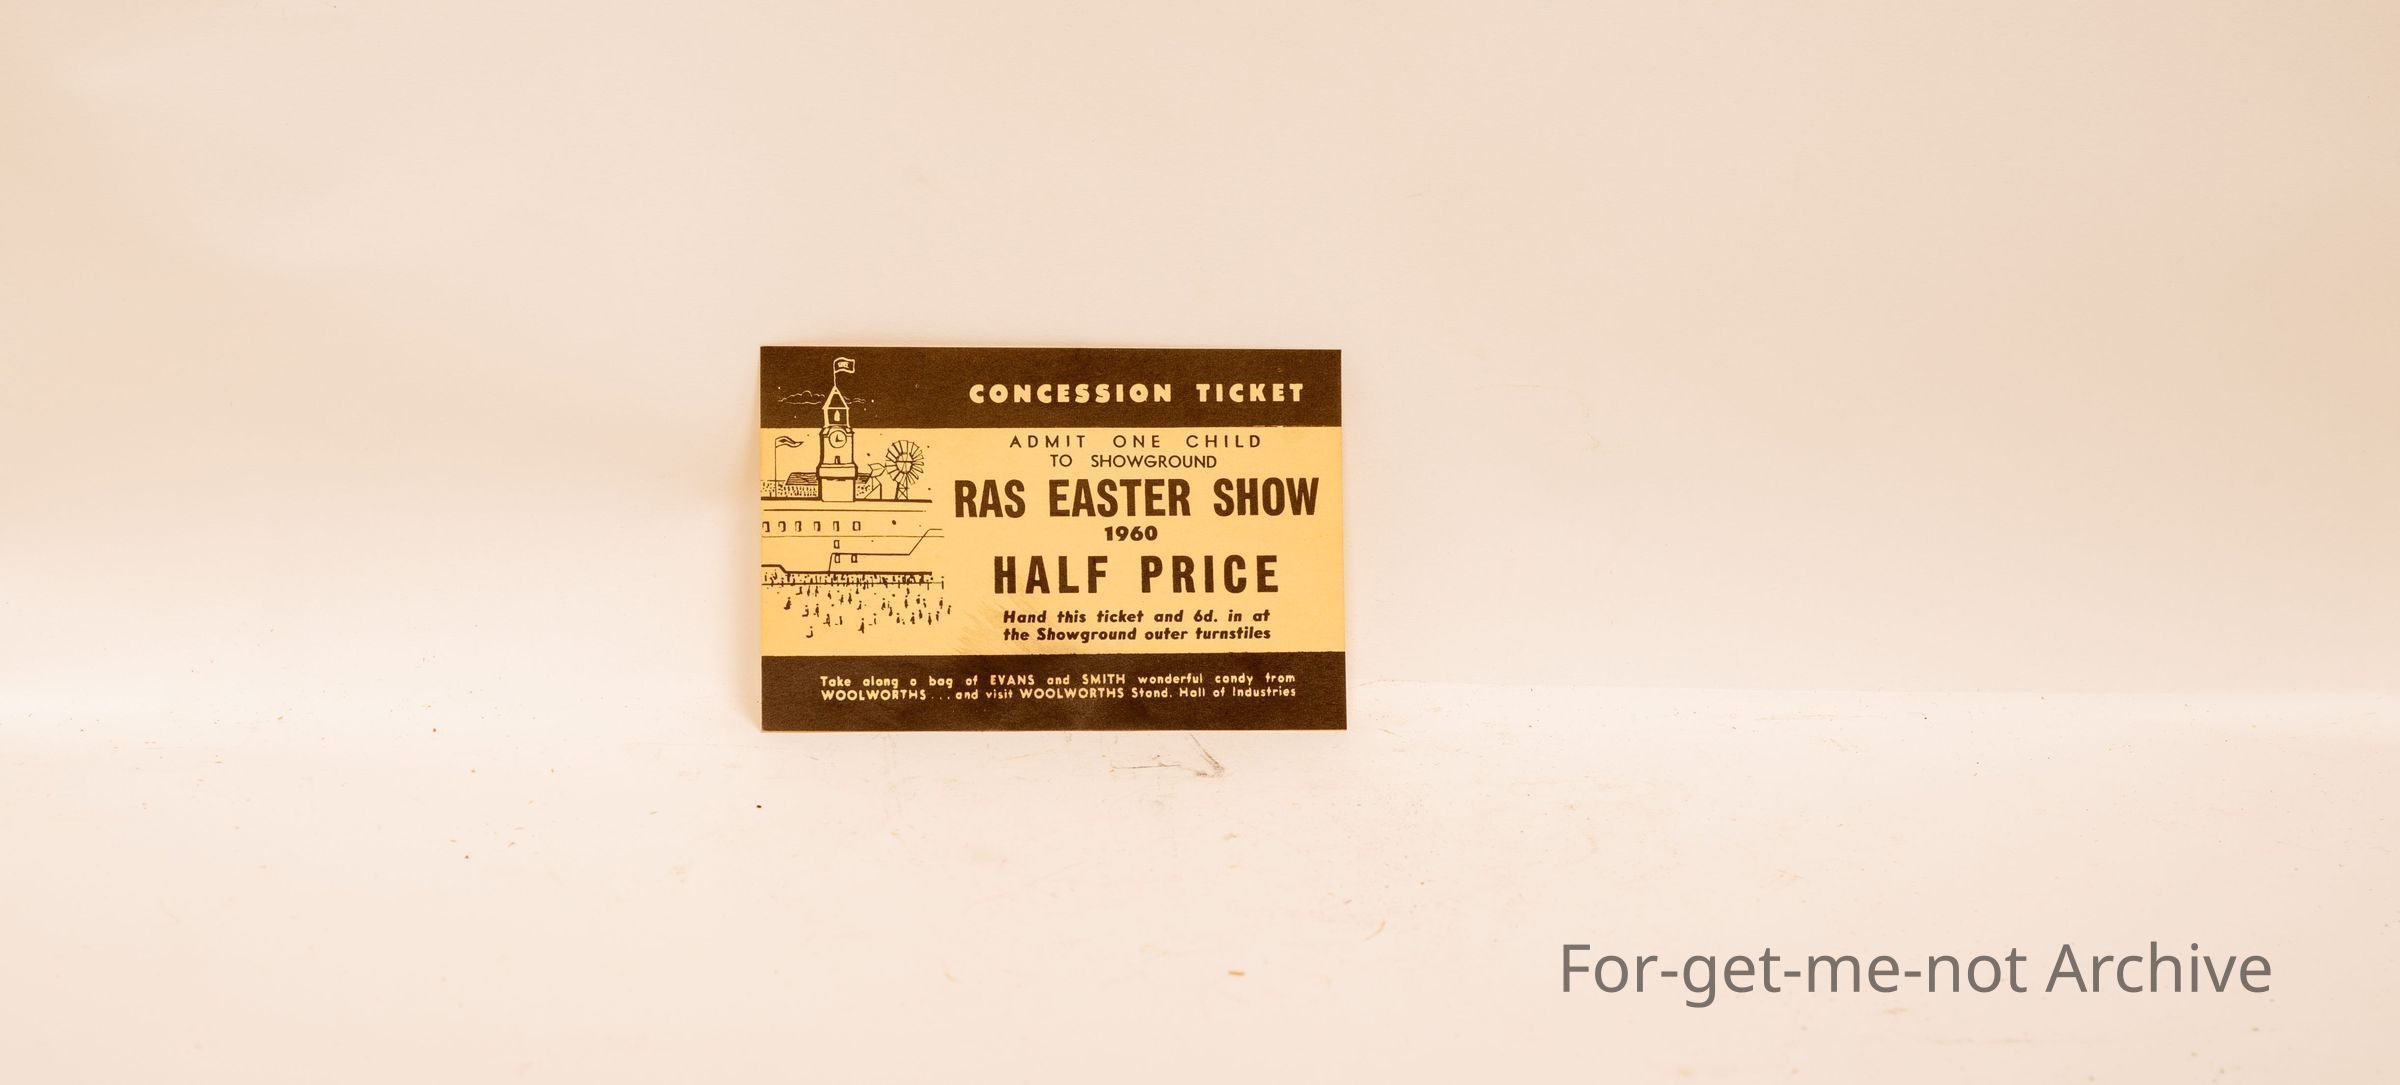 CONCESSION TICKET
ADMIT ONE CHILD
TO SHOWGROUND
RAS EASTER SHOW
1960
HALF PRICE
Hand this ticket and 6d. in at
the Showground outer turnstiles
Take along a bag of EVANS and SMITH wonderful candy from
WOOLWORTHS . . . and visit WOOLWORTHS Stand, Hall of Industries
For-get-me-not Archive